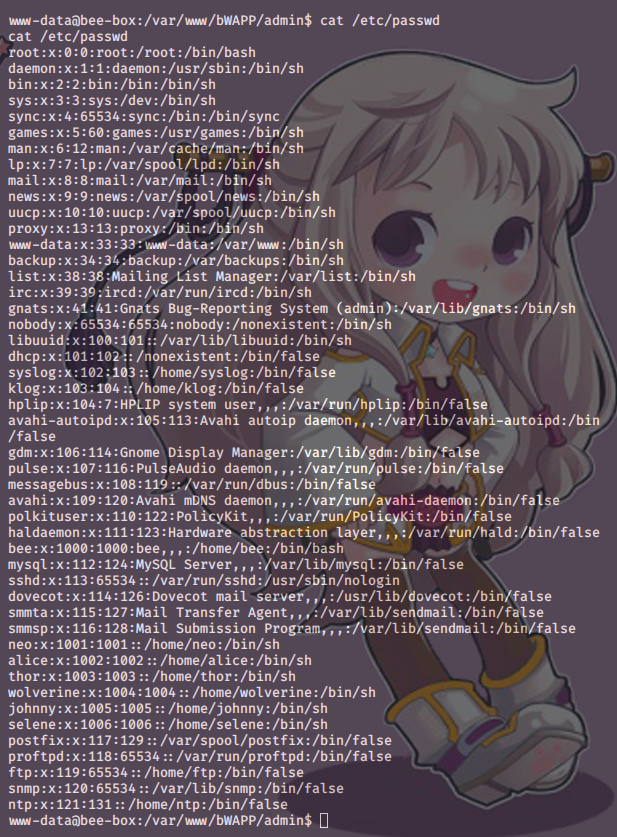 www-data@bee-box:/var/www/bWAPP/admin$ cat /etc/passwd
cat /etc/passwd
root:x:0:0:root:/root:/bin/bash
daemon:x:1:1:daemon:/usr/sbin:/bin/sh
bin:x:2:2:bin:/bin:/bin/sh
sys:x:3:3:sys:/dev:/bin/sh
sync:x:4:65534:sync:/bin:/bin/sync
games:x:5:60:games:/usr/games:/bin/sh
man:x:6:12:man:/var/cache/man:/bin/sh
lp:x:7:7:lp:/var/spool/lpd:/bin/sh
mail:x:8:8:mail:/var/mail:/bin/sh
news:x:9:9:news:/var/spool/news:/bin/sh
uucp:x:10:10:uucp:/var/spool/uucp:/bin/sh
proxy:x:13:13:proxy:/bin:/bin/sh
www-data:x:33:33:www-data:/var/www:/bin/sh
backup:x:34:34:backup:/var/backups:/bin/sh
list:x:38:38:Mailing List Manager:/var/list:/bin/sh
irc:x:39:39:ircd:/var/run/ircd:/bin/sh
gnats:x:41:41:Gnats Bug-Reporting System (admin):/var/lib/gnats:/bin/sh
nobody:x:65534:65534:nobody:/nonexistent:/bin/sh
libuuid:x:100:101::/var/lib/libuuid:/bin/sh
dhcp:x:101:102::/nonexistent:/bin/false
syslog:x:102:103::/home/syslog:/bin/false
klog:x:103:104::/home/klog:/bin/false
hplip:x:104:7:HPLIP system user,,,:/var/run/hplip:/bin/false
avahi-autoipd:x:105:113:Avahi autoip daemon,,,:/var/lib/avahi-autoipd:/bin
/false
gdm:x:106:114:Gnome Display Manager:/var/lib/gdm:/bin/false
pulse:x:107:116:PulseAudio daemon,,,:/var/run/pulse:/bin/false
messagebus:x:108:119::/var/run/dbus:/bin/false
avahi:x:109:120:Avahi mDNS daemon,,,:/var/run/avahi-daemon:/bin/false
polkituser:x:110:122:PolicyKit,,,:/var/run/PolicyKit:/bin/false
haldaemon:x:111:123:Hardware abstraction layer,,,:/var/run/hald:/bin/false
bee:x:1000:1000:bee,,,:/home/bee:/bin/bash
mysql:x:112:124:MySQL Server,,,:/var/lib/mysql:/bin/false
sshd:x:113:65534::/var/run/sshd:/usr/sbin/nologin
dovecot:x:114:126:Dovecot mail server,,,:/usr/lib/dovecot:/bin/false
smmta:x:115:127:Mail Transfer Agent,,,:/var/lib/sendmail:/bin/false
smmsp:x:116:128:Mail Submission Program,,,:/var/lib/sendmail:/bin/false
neo:x:1001:1001::/home/neo:/bin/sh
alice:x:1002:1002::/home/alice:/bin/sh
thor:x:1003:1003::/home/thor:/bin/sh
wolverine:x:1004:1004::/home/wolverine:/bin/sh
johnny:x:1005:1005::/home/johnny:/bin/sh
selene:x:1006:1006::/home/selene:/bin/sh
postfix:x:117:129::/var/spool/postfix:/bin/false
proftpd:x:118:65534::/var/run/proftpd:/bin/false
ftp:x:119:65534::/home/ftp:/bin/false
snmp:x:120:65534::/var/lib/snmp:/bin/false
ntp:x:121:131::/home/ntp:/bin/false
www-data@bee-box:/var/www/bWAPP/admin$